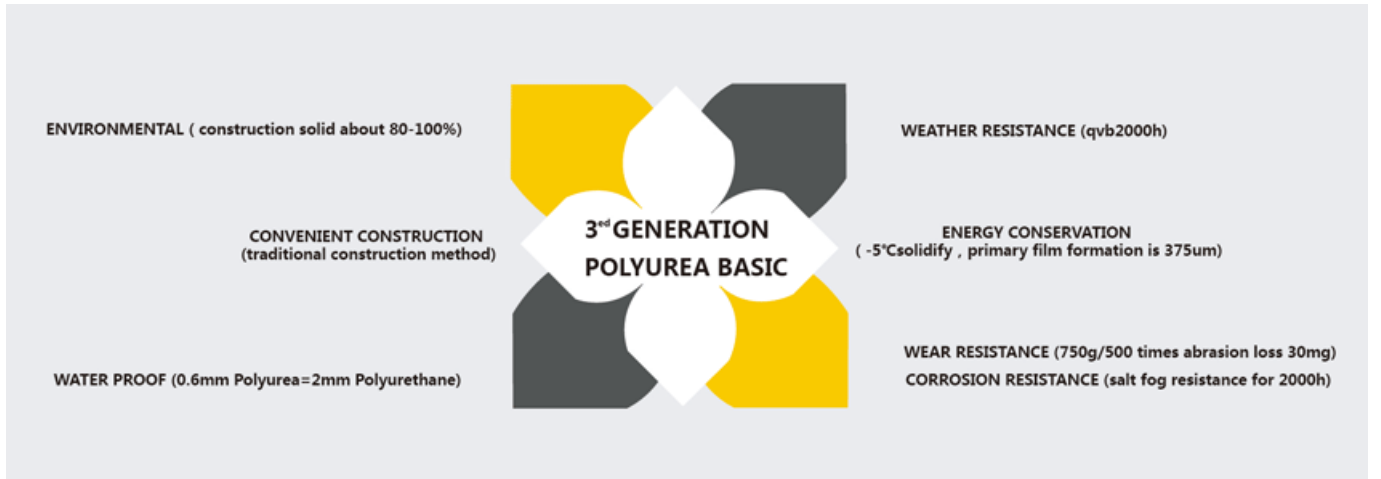 ENVIRONMENTAL ( construction solid about 80-100%)
CONVENIENT CONSTRUCTION
(traditional construction method)
WATER PROOF (0.6mm Polyurea=2mm Polyurethane)
3ed GENERATION
POLYUREA BASIC
WEATHER RESISTANCE (qvb2000h)
ENERGY CONSERVATION
( -5℃solidify , primary film formation is 375um)
WEAR RESISTANCE (750g/500 times abrasion loss 30mg)
CORROSION RESISTANCE (salt fog resistance for 2000h)